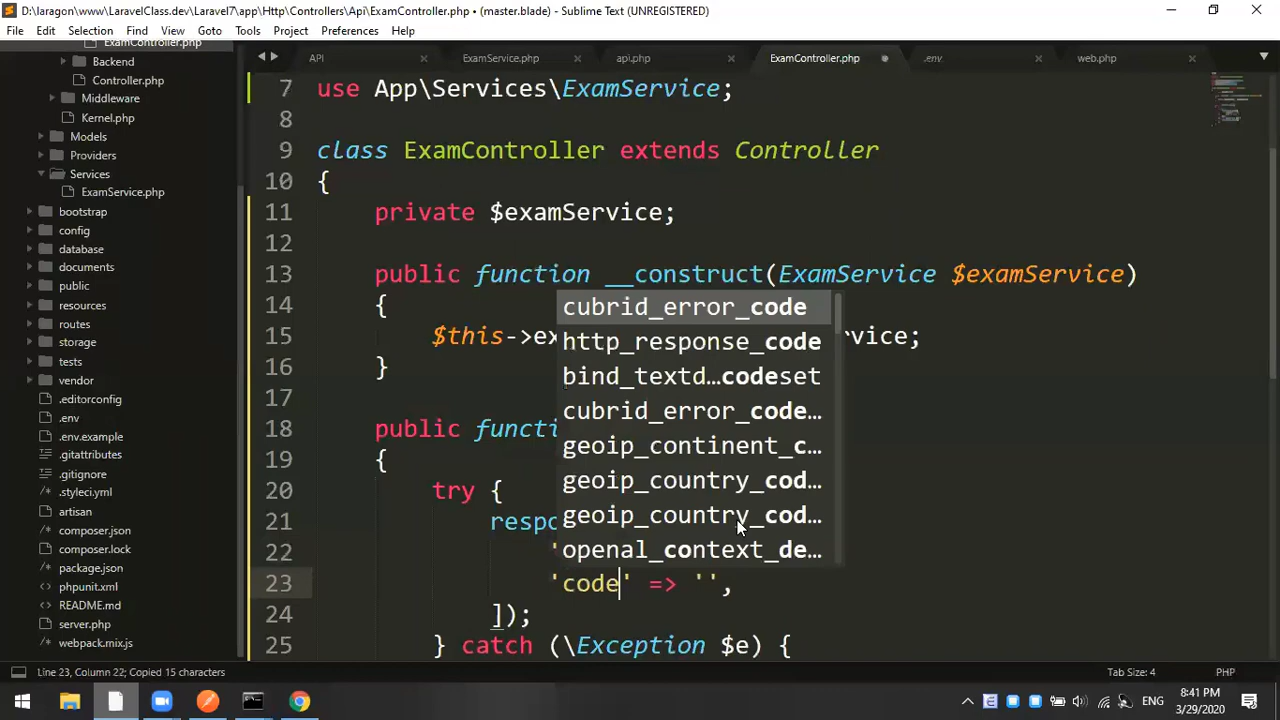 D:\laragon\www\LaravelClass.dev\Laravel7\app\Http\Controllers\Api\ExamController.php • (master.blade) - Sublime Text (UNREGISTERED)
File Edit Selection Find View Goto Tools Project Preferences Help
API ExamService.php api.php ExamController.php .env web.php
ExamController.php
Backend
Controller.php
Middleware
Kernel.php
Models
Providers
Services
ExamService.php
bootstrap
config
database
documents
public
resources
routes
storage
tests
vendor
.editorconfig
.env
.env.example
.gitattributes
.gitignore
.styleci.yml
artisan
composer.json
composer.lock
package.json
phpunit.xml
README.md
server.php
webpack.mix.js
7 use App\Services\ExamService;
8
9 class ExamController extends Controller
10 {
11 private $examService;
12
13 public function __construct(ExamService $examService)
14 {
15 $this->ex vice;
16 }
17
18 public functi
19 {
20 try {
21 respo
22 '
23 'code' => '',
24 ]);
25 } catch (\Exception $e) {
cubrid_error_code
http_response_code
bind_textd…codeset
cubrid_error_code…
geoip_continent_c…
geoip_country_cod…
geoip_country_cod…
openal_context_de…
Line 23, Column 22; Copied 15 characters
Tab Size: 4 PHP
ENG
8:41 PM
3/29/2020